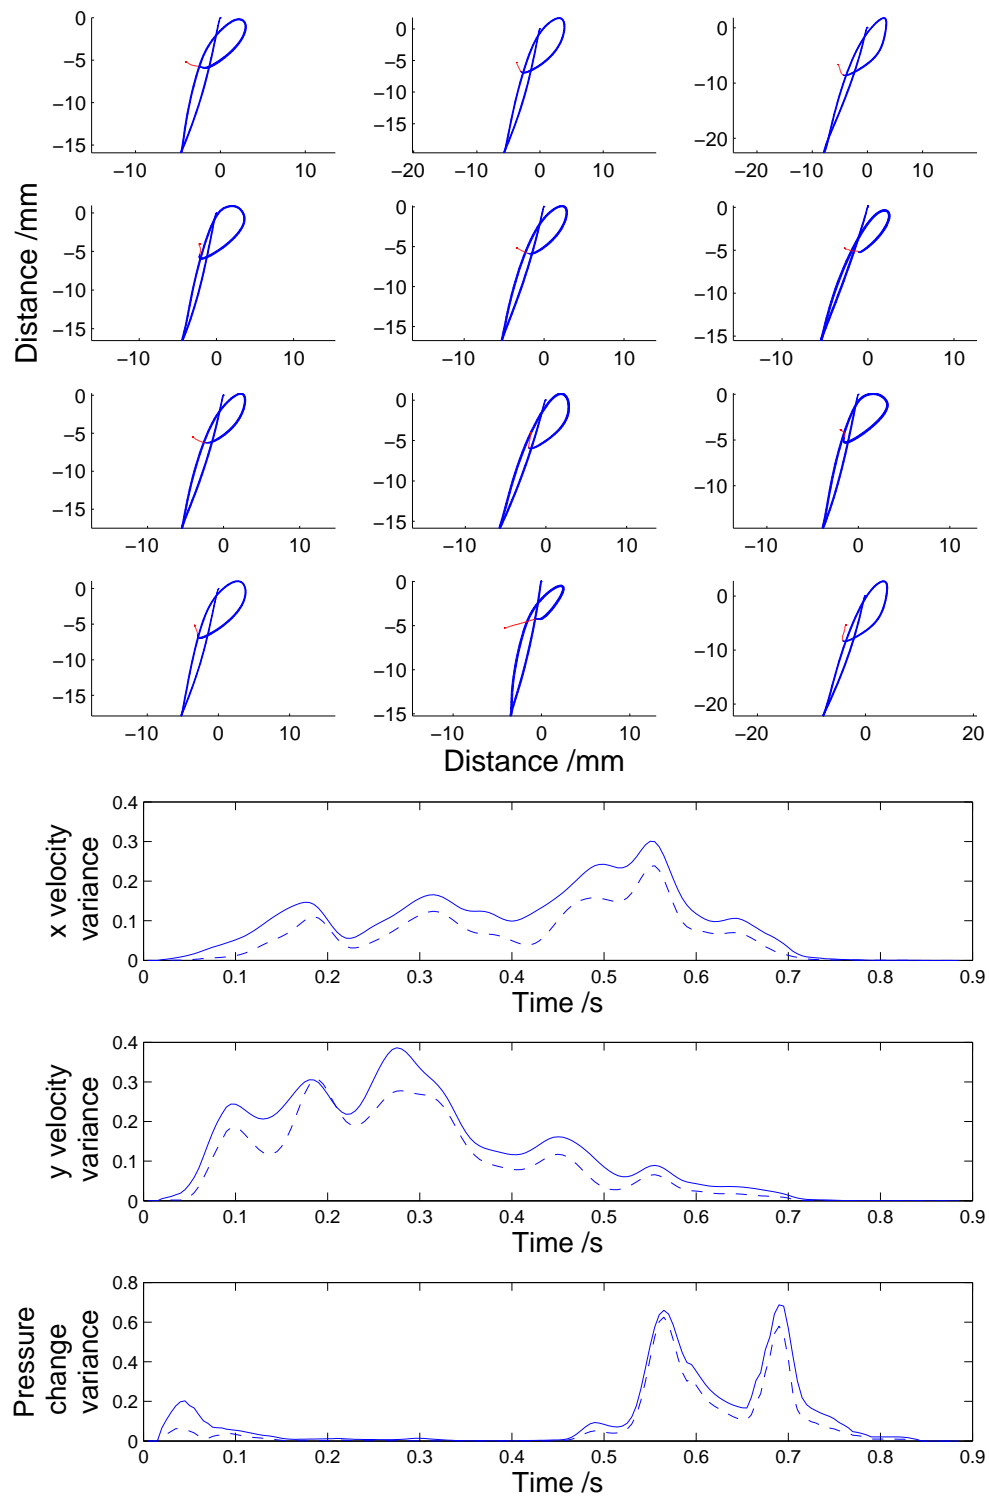 0 −5 −10 −15 −10 0 10
0 −5 −10 −15 −20 −10 0 10
0 −10 −20 −20 −10 0 10
0 −5 −10 −15 −10 0 10
0 −5 −10 −15 −10 0 10
0 −5 −10 −15 −10 0 10
0 −5 −10 −15 −10 0 10
0 −5 −10 −15 −10 0 10
0 −5 −10 −10 0 10
0 −5 −10 −15 −10 0 10
0 −5 −10 −15 −10 0 10
0 −10 −20 −20 0 20
Distance /mm
Distance /mm
x velocity
variance
0.4
0.3
0.2
0.1
0
0 0.1 0.2 0.3 0.4 0.5 0.6 0.7 0.8 0.9
Time /s
y velocity
variance
0.4
0.3
0.2
0.1
0
0 0.1 0.2 0.3 0.4 0.5 0.6 0.7 0.8 0.9
Time /s
Pressure
change
variance
0.8
0.6
0.4
0.2
0
0 0.1 0.2 0.3 0.4 0.5 0.6 0.7 0.8 0.9
Time /s